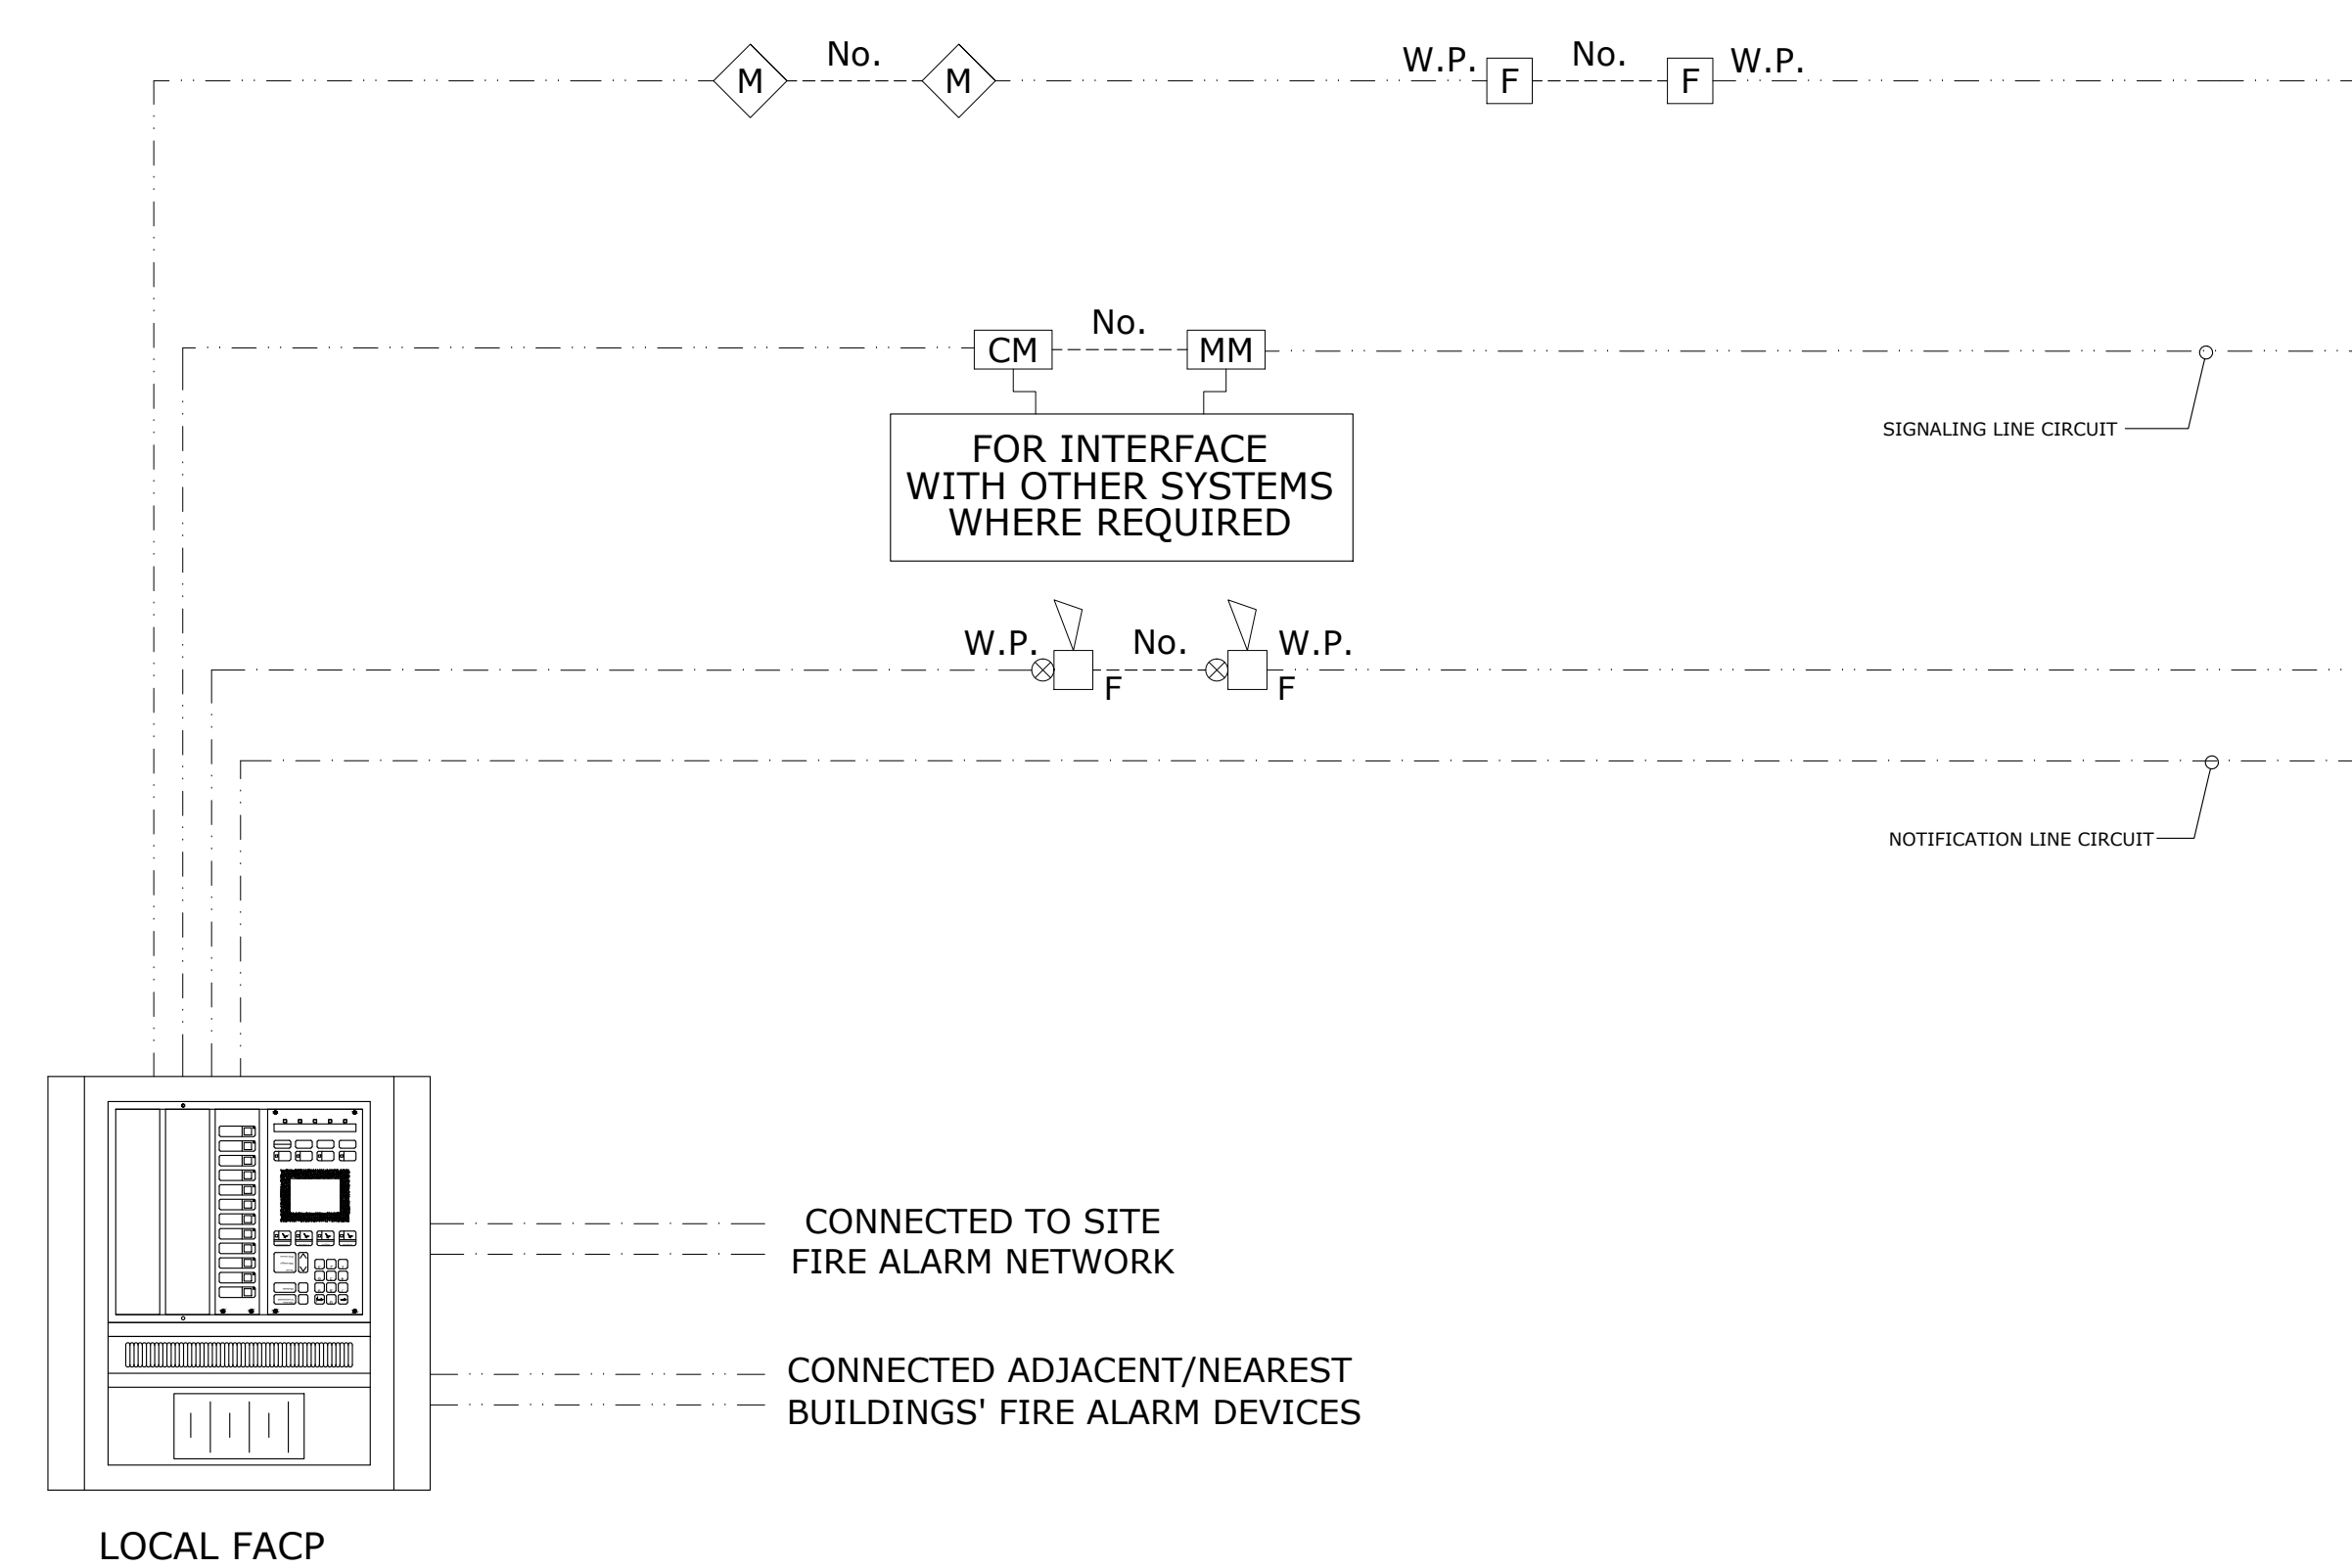 No.
M
M
W.P.
F
No.
F
W.P.
CM
No.
MM
FOR INTERFACE
WITH OTHER SYSTEMS
WHERE REQUIRED
SIGNALING LINE CIRCUIT
W.P.
F
No.
W.P.
F
NOTIFICATION LINE CIRCUIT
CONNECTED TO SITE
FIRE ALARM NETWORK
CONNECTED ADJACENT/NEAREST
BUILDINGS' FIRE ALARM DEVICES
LOCAL FACP